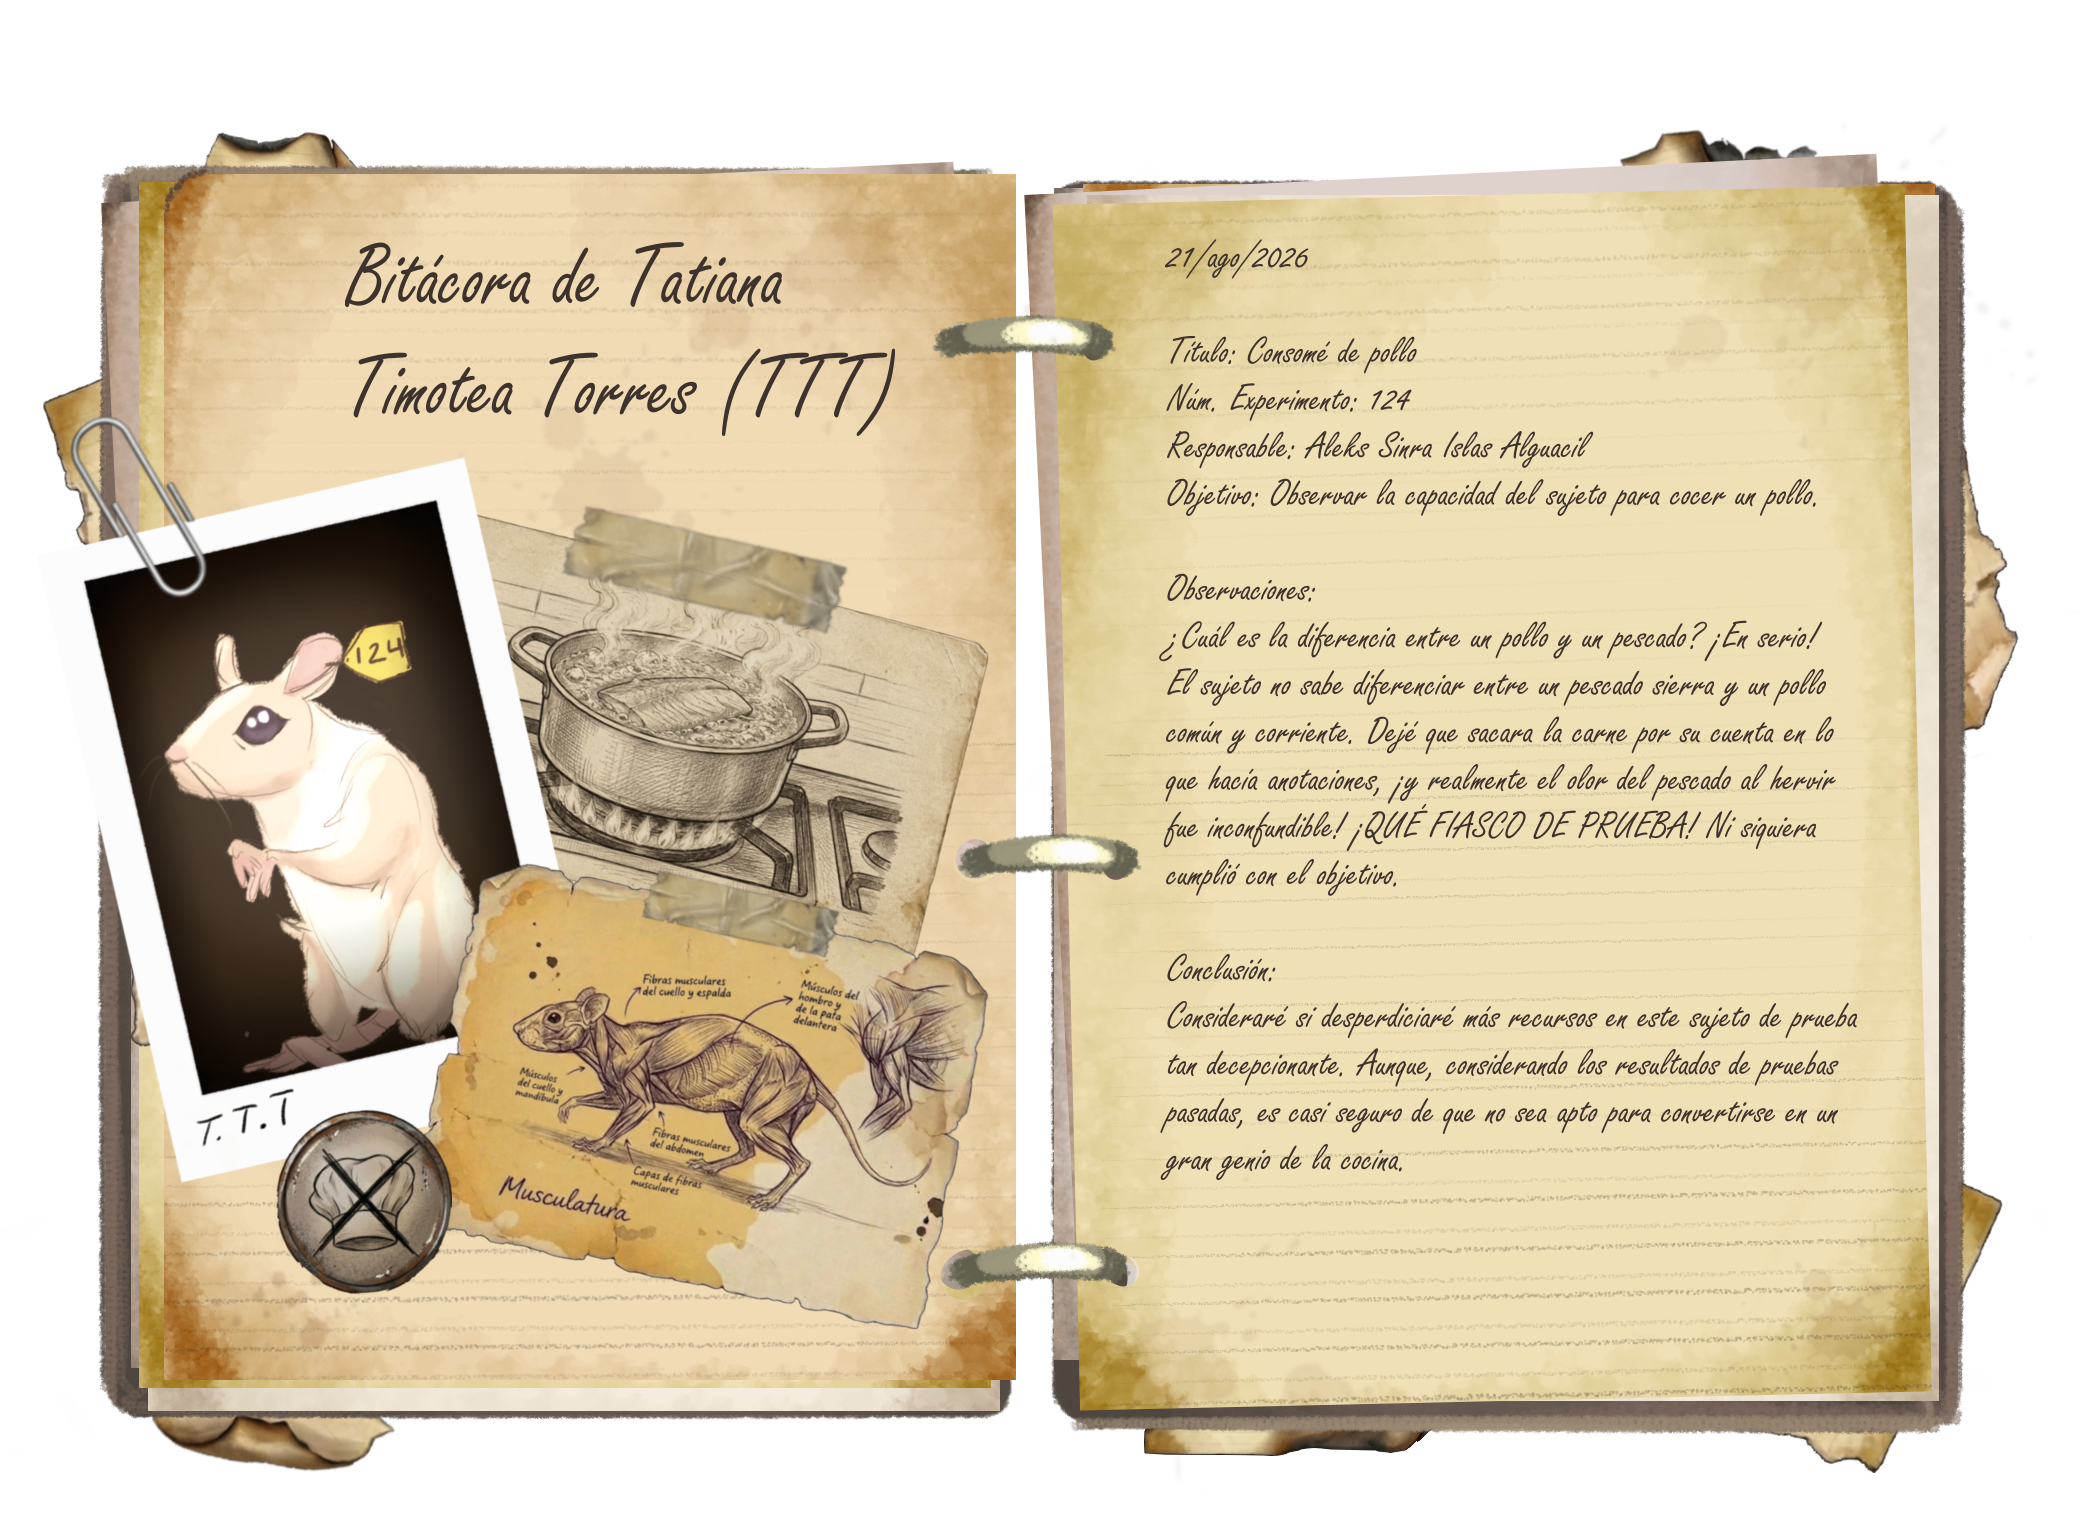 Bitácora de Tatiana
Timotea Torres (TTT)
124
T.T.T
Fibras musculares
del cuello y espalda
Músculos del
hombro y
de la pata
delantera
Músculos
del cuello y
mandíbula
Fibras musculares
del abdomen
Capas de fibras
musculares
Musculatura
21/ago/2026
Título: Consomé de pollo
Núm. Experimento: 124
Responsable: Aleks Sinra Islas Alguacil
Objetivo: Observar la capacidad del sujeto para cocer un pollo.
Observaciones:
¿Cuál es la diferencia entre un pollo y un pescado? ¡En serio!
El sujeto no sabe diferenciar entre un pescado sierra y un pollo
común y corriente. Dejé que sacara la carne por su cuenta en lo
que hacía anotaciones, ¡y realmente el olor del pescado al hervir
fue inconfundible! ¡QUÉ FIASCO DE PRUEBA! Ni siquiera
cumplió con el objetivo.
Conclusión:
Consideraré si desperdiciaré más recursos en este sujeto de prueba
tan decepcionante. Aunque, considerando los resultados de pruebas
pasadas, es casi seguro de que no sea apto para convertirse en un
gran genio de la cocina.